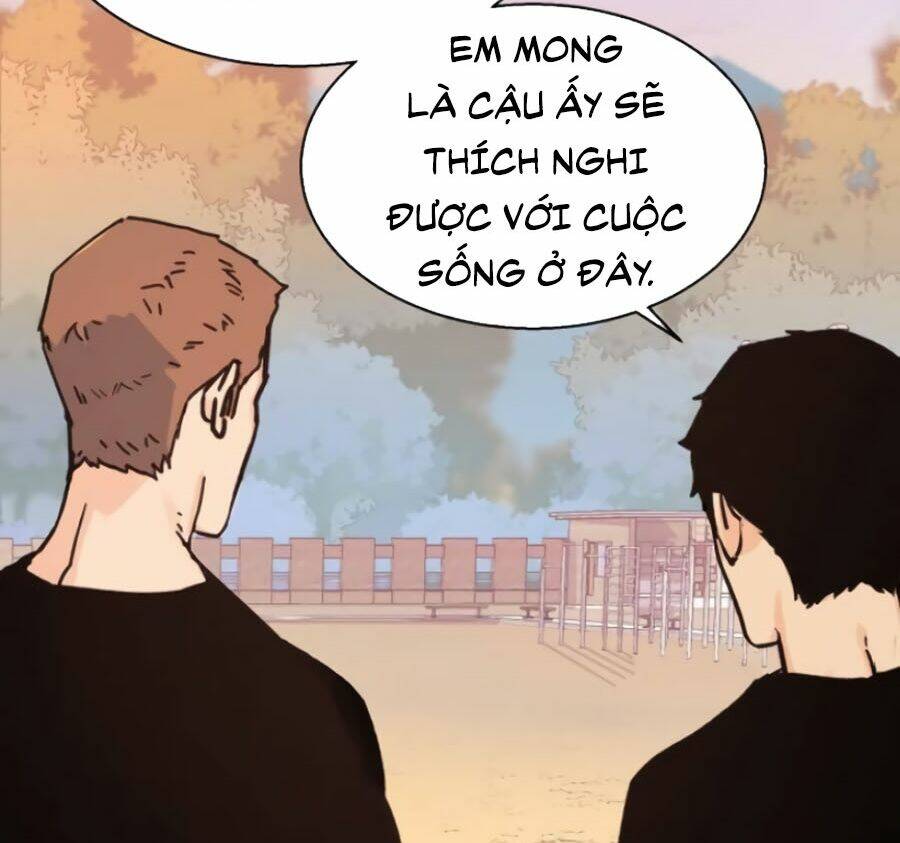 EM MONG
LÀ CẬU ẤY SẼ
THÍCH NGHI
ĐƯỢC VỚI CUỘC
SỐNG Ở ĐÂY.